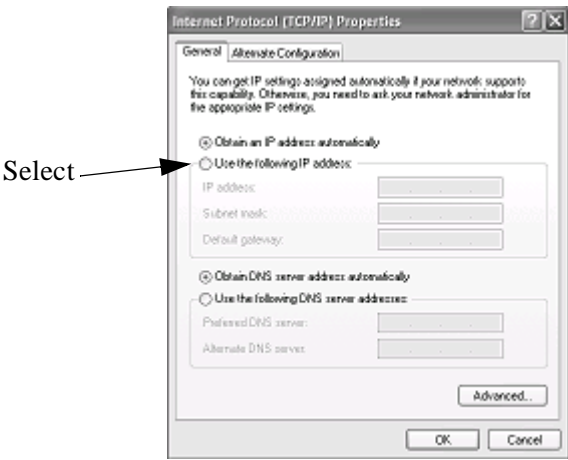 Internet Protocol (TCP/IP) Properties
General Alternate Configuration
You can get IP settings assigned automatically if your network supports
this capability. Otherwise, you need to ask your network administrator for
the appropriate IP settings.
Obtain an IP address automatically
Select
Use the following IP address:
IP address:
Subnet mask:
Default gateway:
Obtain DNS server address automatically
Use the following DNS server addresses:
Preferred DNS server:
Alternate DNS server:
Advanced...
OK Cancel